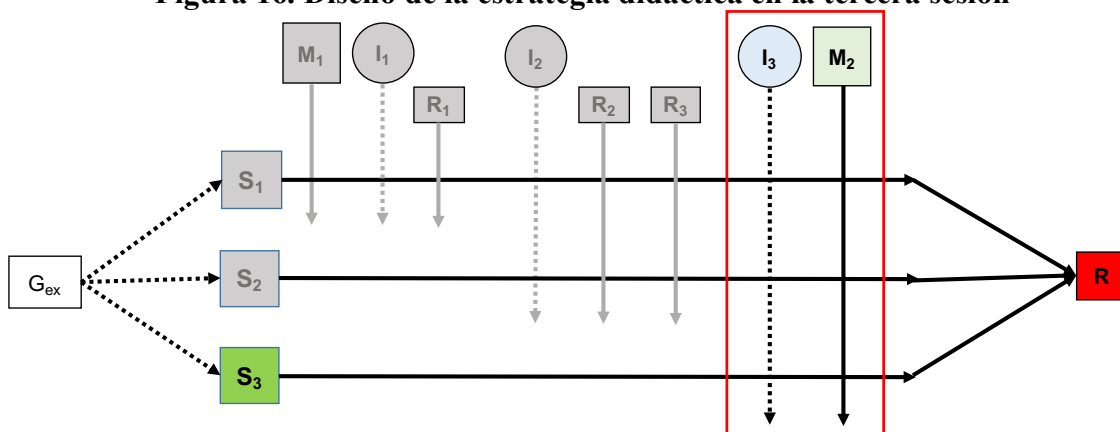 Figura 16. Diseño de la estrategia didáctica en la tercera sesión
M₁ I₁ I₂ I₃ M₂
R₁ R₂ R₃
S₁
S₂
Gₑₓ R
S₃